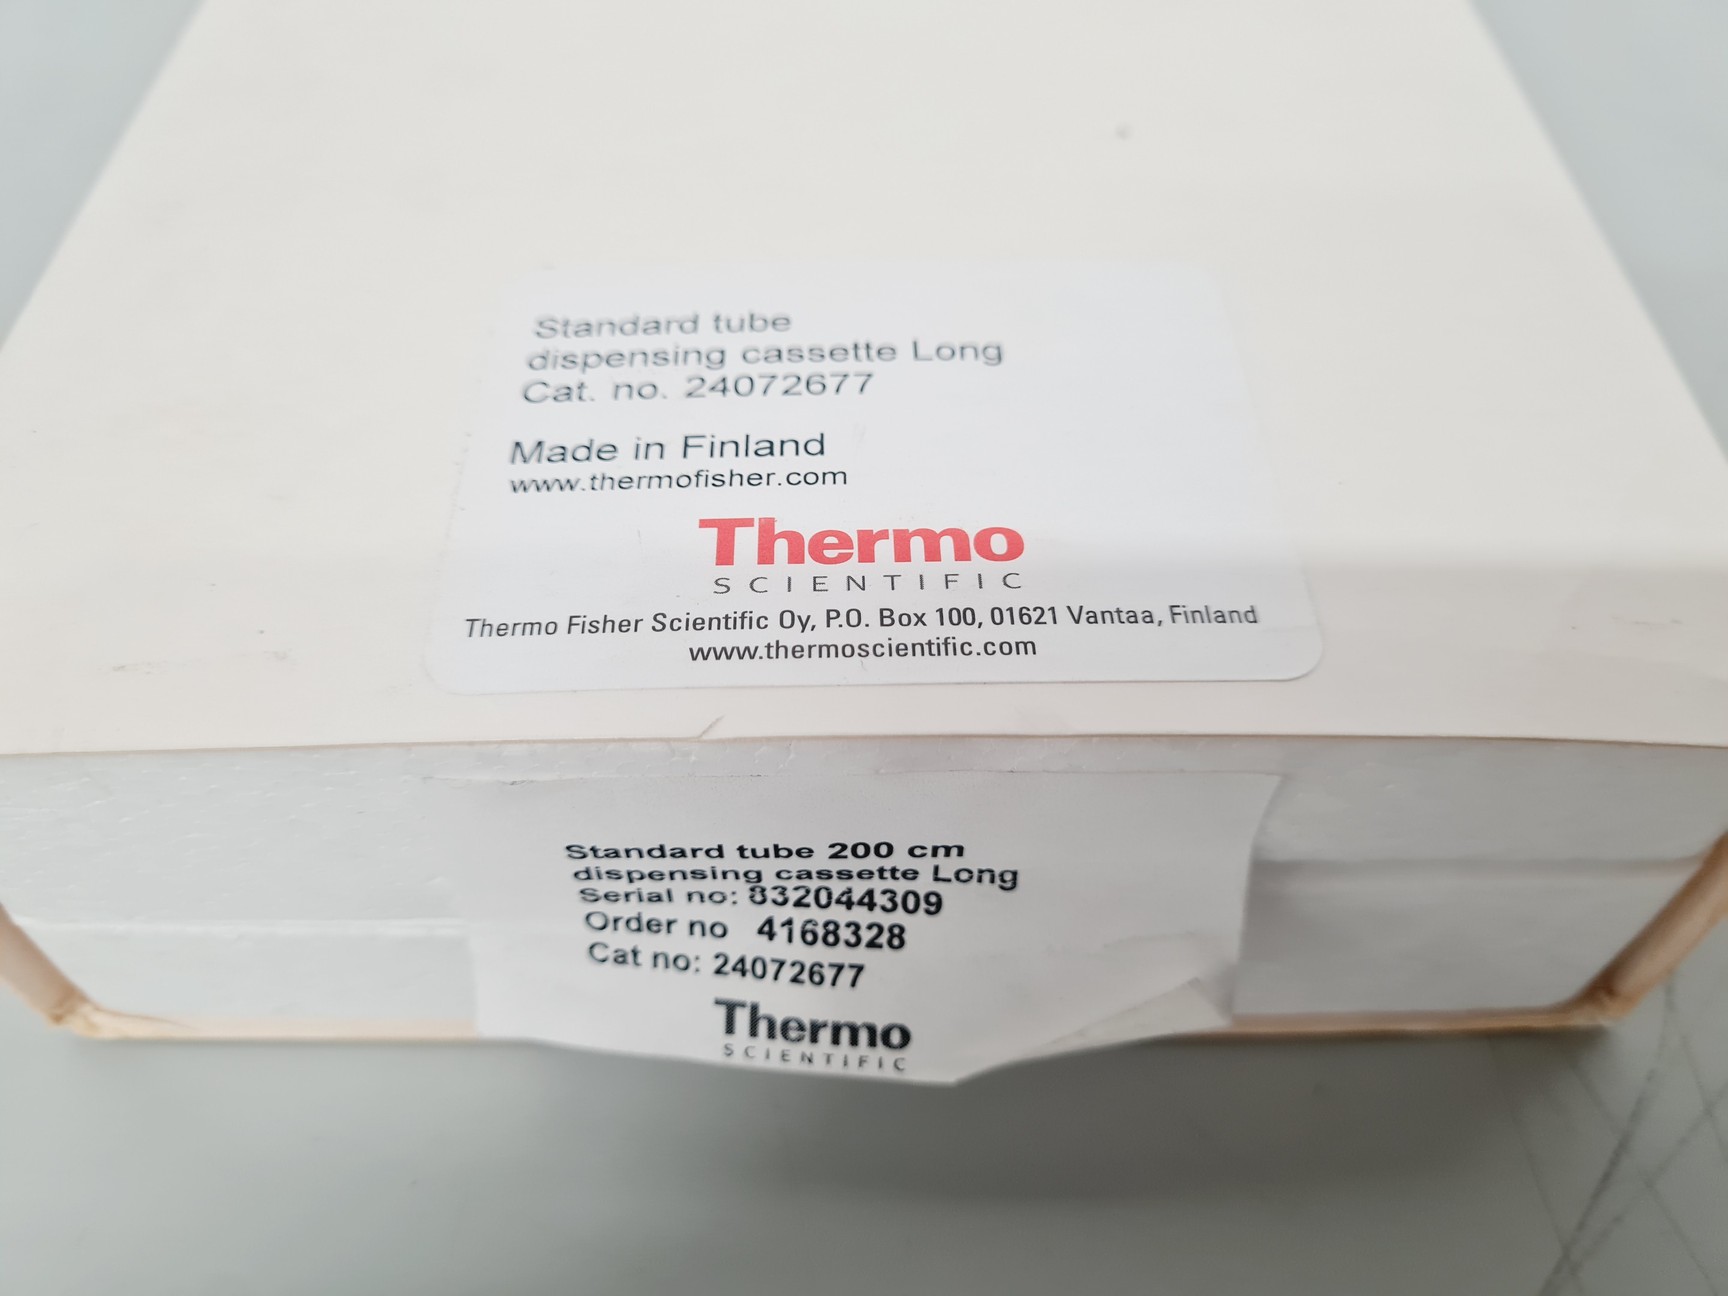 Standard tube
dispensing cassette Long
Cat. no. 24072677
Made in Finland
www.thermofisher.com
Thermo
SCIENTIFIC
Thermo Fisher Scientific Oy, P.O. Box 100, 01621 Vantaa, Finland
www.thermoscientific.com
Standard tube 200 cm
dispensing cassette Long
Serial no: 832044309
Order no 4168328
Cat no: 24072677
Thermo
SCIENTIFIC